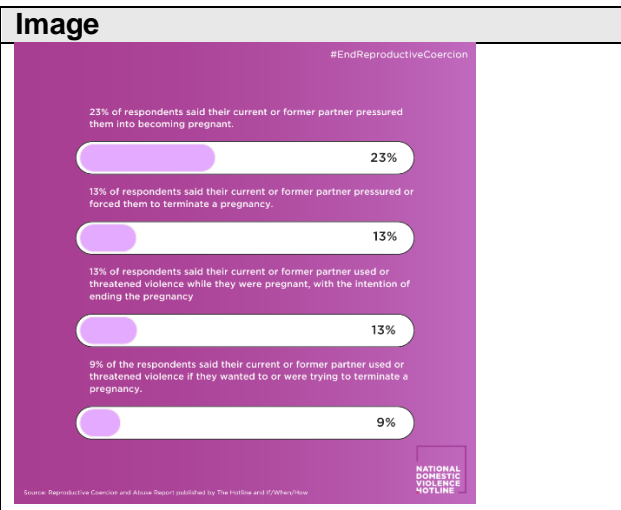 Image
#EndReproductiveCoercion
23% of respondents said their current or former partner pressured
them into becoming pregnant.
23%
13% of respondents said their current or former partner pressured or
forced them to terminate a pregnancy.
13%
13% of respondents said their current or former partner used or
threatened violence while they were pregnant, with the intention of
ending the pregnancy
13%
9% of the respondents said their current or former partner used or
threatened violence if they wanted to or were trying to terminate a
pregnancy.
9%
NATIONAL
DOMESTIC
VIOLENCE
HOTLINE
Source: Reproductive Coercion and Abuse Report published by The Hotline and If/When/How